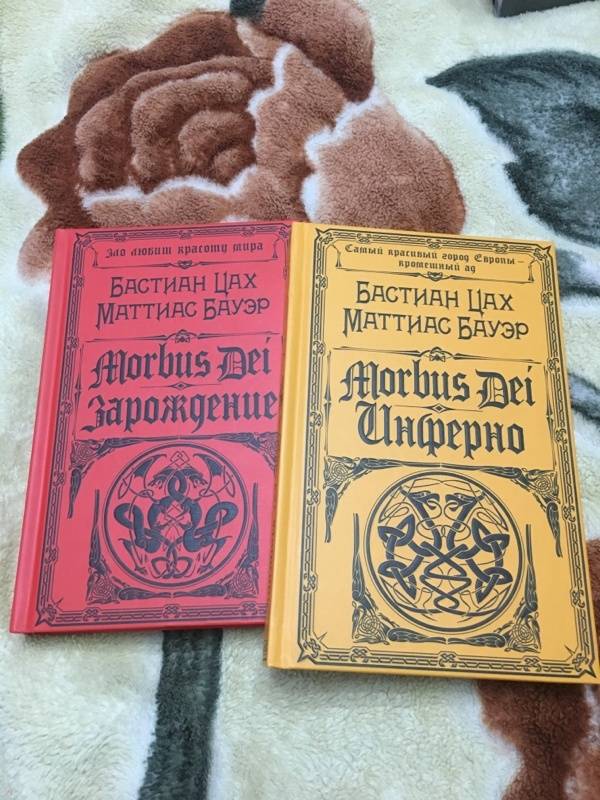 Зло любит красоту мира
Бастиан Цах
Маттиас Бауэр
Morbus Dei
Зарождение
Самый красивый город Европы –
кромешный ад
Бастиан Цах
Маттиас Бауэр
Morbus Dei
Инферно